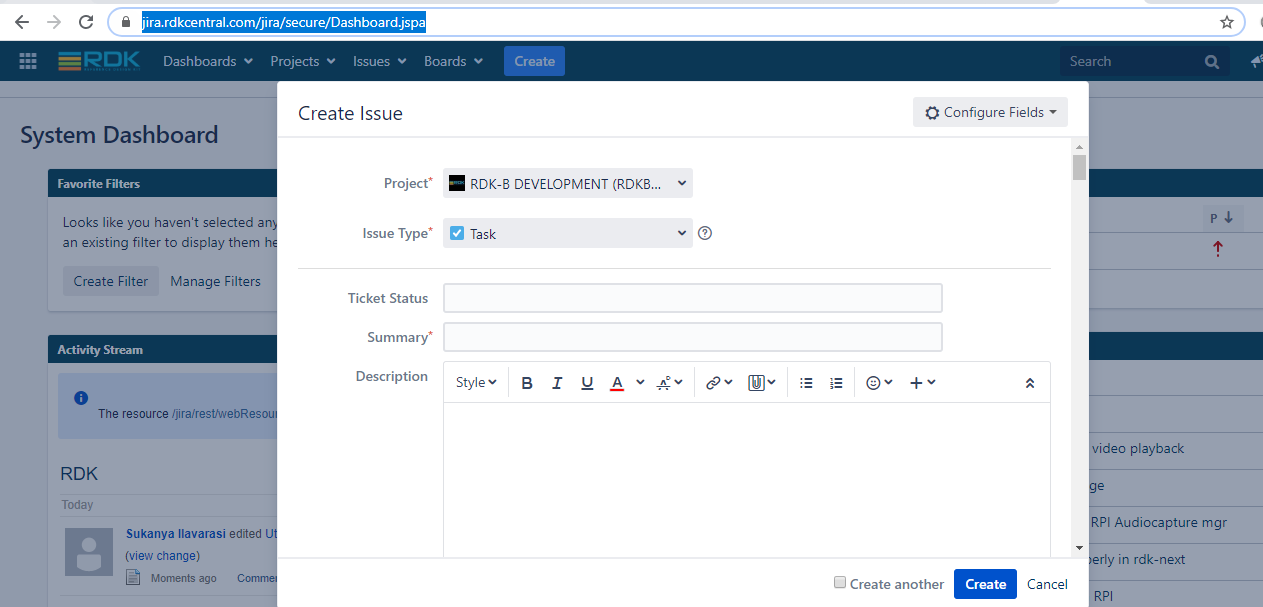 jira.rdkcentral.com/jira/secure/Dashboard.jspa
RDK Dashboards Projects Issues Boards Create Search
Create Issue Configure Fields
System Dashboard
Favorite Filters
Project* RDK-B DEVELOPMENT (RDKB...
Looks like you haven't selected any
P
an existing filter to display them he
Issue Type* Task
Create Filter Manage Filters
Ticket Status
Summary*
Activity Stream
Description Style B I U A
The resource /jira/rest/webResou
video playback
RDK
ge
Today
RPI Audiocapture mgr
Sukanya Ilavarasi edited Ut
(view change)
perly in rdk-next
Moments ago Commer
Create another Create Cancel
RPI